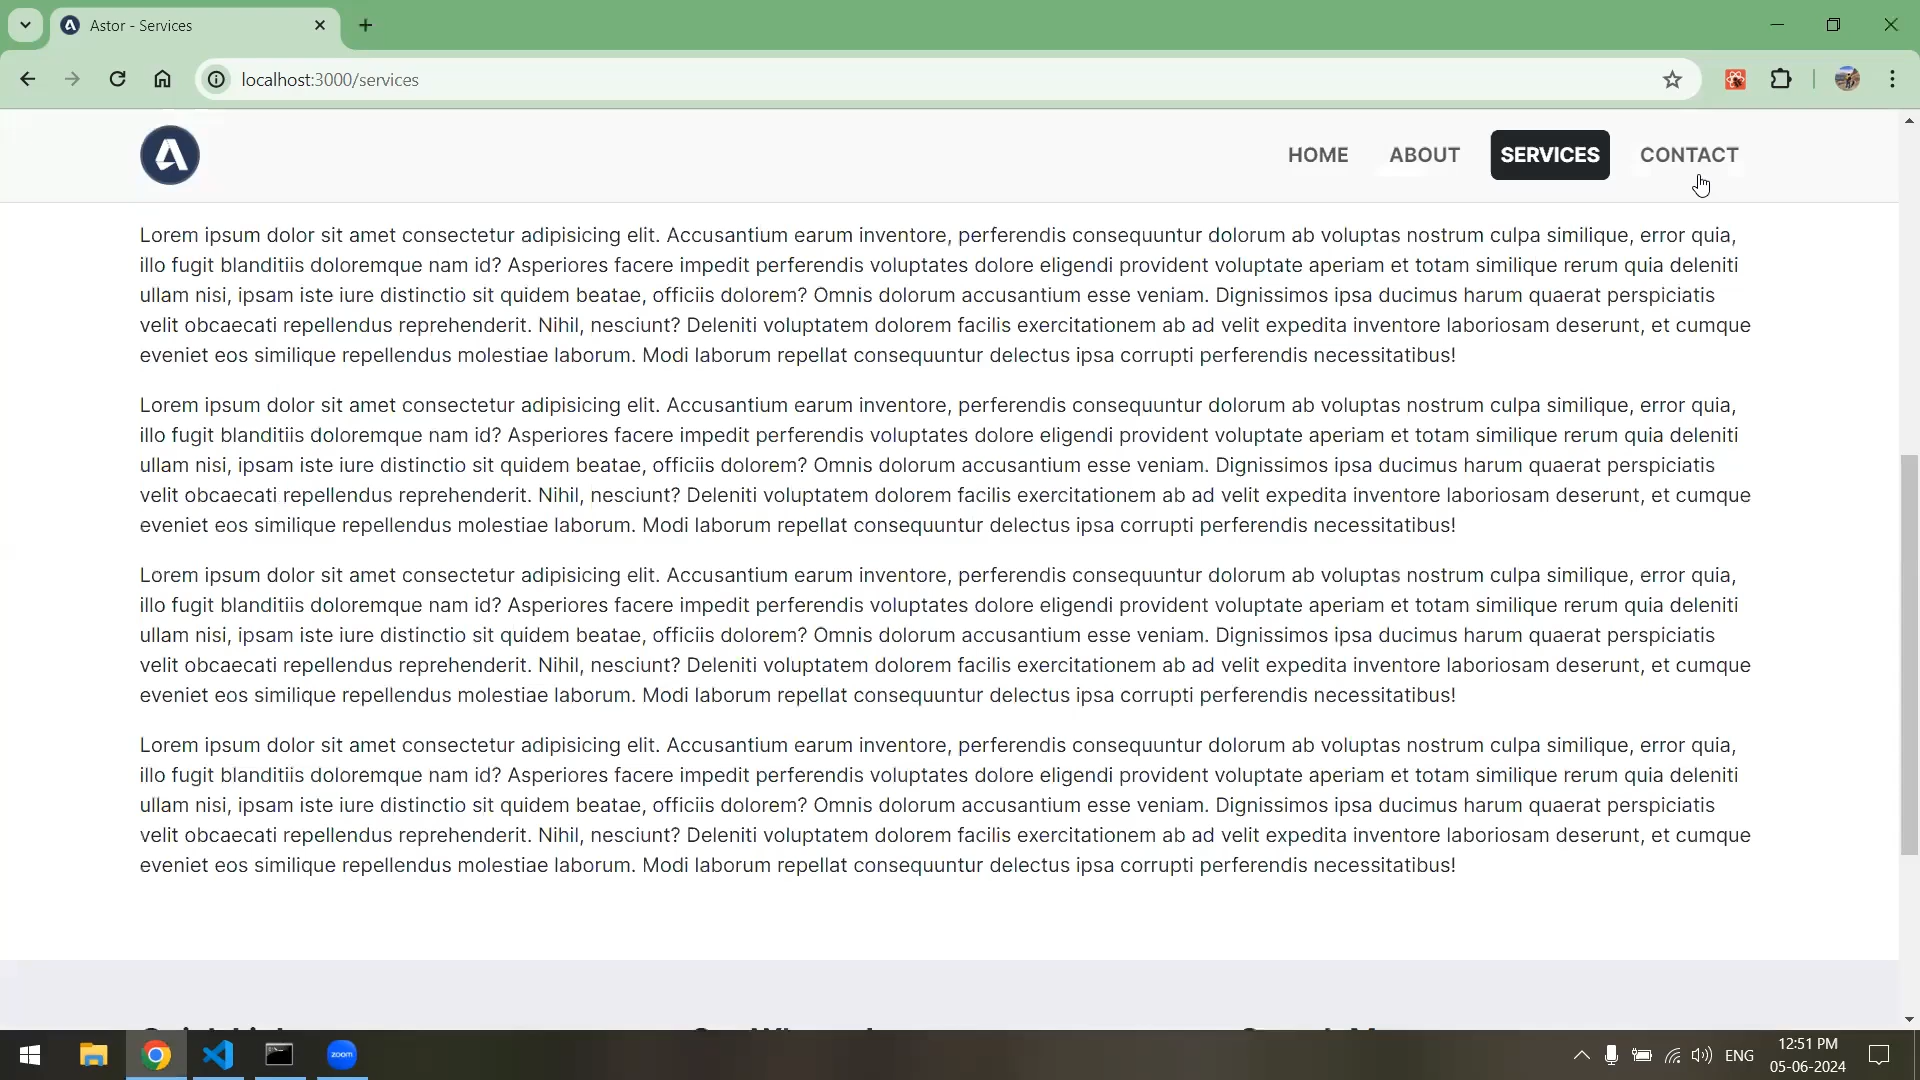 Astor - Services
localhost:3000/services
A
HOME ABOUT SERVICES CONTACT
Lorem ipsum dolor sit amet consectetur adipisicing elit. Accusantium earum inventore, perferendis consequuntur dolorum ab voluptas nostrum culpa similique, error quia,
illo fugit blanditiis doloremque nam id? Asperiores facere impedit perferendis voluptates dolore eligendi provident voluptate aperiam et totam similique rerum quia deleniti
ullam nisi, ipsam iste iure distinctio sit quidem beatae, officiis dolorem? Omnis dolorum accusantium esse veniam. Dignissimos ipsa ducimus harum quaerat perspiciatis
velit obcaecati repellendus reprehenderit. Nihil, nesciunt? Deleniti voluptatem dolorem facilis exercitationem ab ad velit expedita inventore laboriosam deserunt, et cumque
eveniet eos similique repellendus molestiae laborum. Modi laborum repellat consequuntur delectus ipsa corrupti perferendis necessitatibus!
Lorem ipsum dolor sit amet consectetur adipisicing elit. Accusantium earum inventore, perferendis consequuntur dolorum ab voluptas nostrum culpa similique, error quia,
illo fugit blanditiis doloremque nam id? Asperiores facere impedit perferendis voluptates dolore eligendi provident voluptate aperiam et totam similique rerum quia deleniti
ullam nisi, ipsam iste iure distinctio sit quidem beatae, officiis dolorem? Omnis dolorum accusantium esse veniam. Dignissimos ipsa ducimus harum quaerat perspiciatis
velit obcaecati repellendus reprehenderit. Nihil, nesciunt? Deleniti voluptatem dolorem facilis exercitationem ab ad velit expedita inventore laboriosam deserunt, et cumque
eveniet eos similique repellendus molestiae laborum. Modi laborum repellat consequuntur delectus ipsa corrupti perferendis necessitatibus!
Lorem ipsum dolor sit amet consectetur adipisicing elit. Accusantium earum inventore, perferendis consequuntur dolorum ab voluptas nostrum culpa similique, error quia,
illo fugit blanditiis doloremque nam id? Asperiores facere impedit perferendis voluptates dolore eligendi provident voluptate aperiam et totam similique rerum quia deleniti
ullam nisi, ipsam iste iure distinctio sit quidem beatae, officiis dolorem? Omnis dolorum accusantium esse veniam. Dignissimos ipsa ducimus harum quaerat perspiciatis
velit obcaecati repellendus reprehenderit. Nihil, nesciunt? Deleniti voluptatem dolorem facilis exercitationem ab ad velit expedita inventore laboriosam deserunt, et cumque
eveniet eos similique repellendus molestiae laborum. Modi laborum repellat consequuntur delectus ipsa corrupti perferendis necessitatibus!
Lorem ipsum dolor sit amet consectetur adipisicing elit. Accusantium earum inventore, perferendis consequuntur dolorum ab voluptas nostrum culpa similique, error quia,
illo fugit blanditiis doloremque nam id? Asperiores facere impedit perferendis voluptates dolore eligendi provident voluptate aperiam et totam similique rerum quia deleniti
ullam nisi, ipsam iste iure distinctio sit quidem beatae, officiis dolorem? Omnis dolorum accusantium esse veniam. Dignissimos ipsa ducimus harum quaerat perspiciatis
velit obcaecati repellendus reprehenderit. Nihil, nesciunt? Deleniti voluptatem dolorem facilis exercitationem ab ad velit expedita inventore laboriosam deserunt, et cumque
eveniet eos similique repellendus molestiae laborum. Modi laborum repellat consequuntur delectus ipsa corrupti perferendis necessitatibus!
zoom
ENG
12:51 PM
05-06-2024